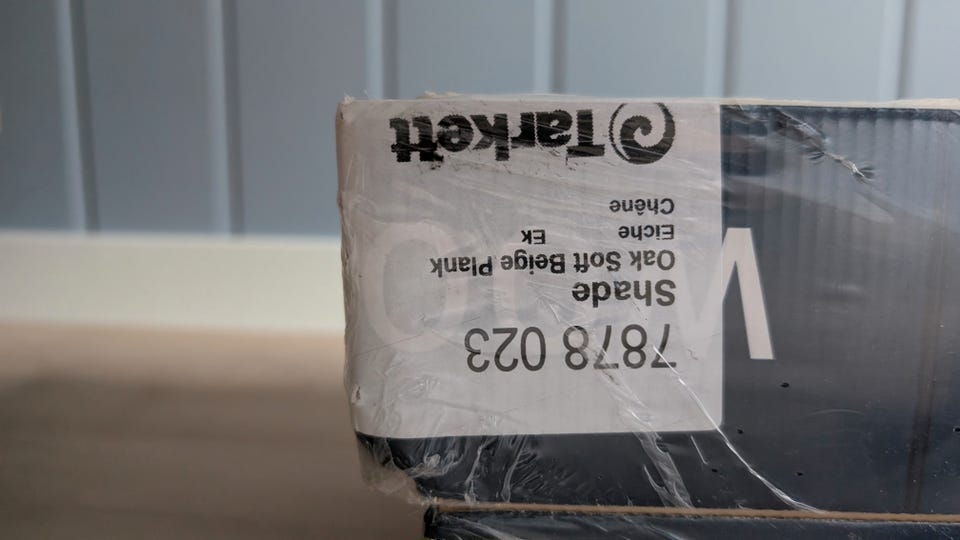 7878 023
Shade
Oak Soft Beige Plank
Eiche Ek
Chêne
Tarkett